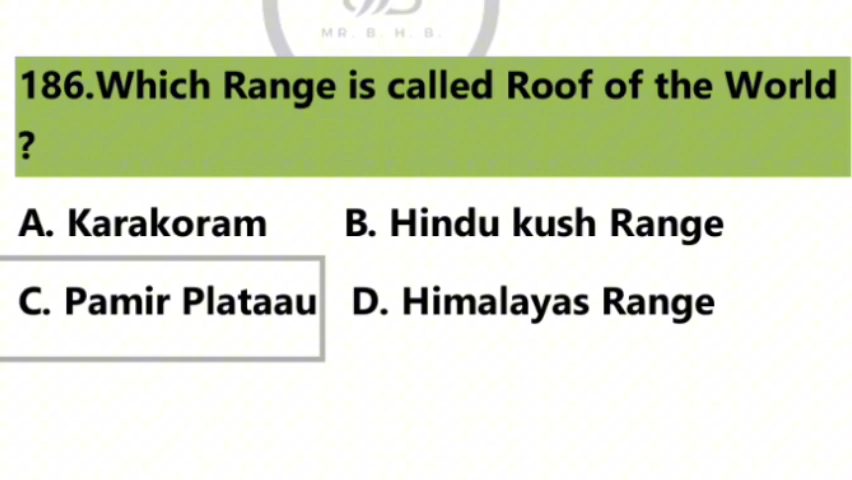 MR. B. H. B.
186.Which Range is called Roof of the World
?
A. Karakoram B. Hindu kush Range
C. Pamir Plataau D. Himalayas Range